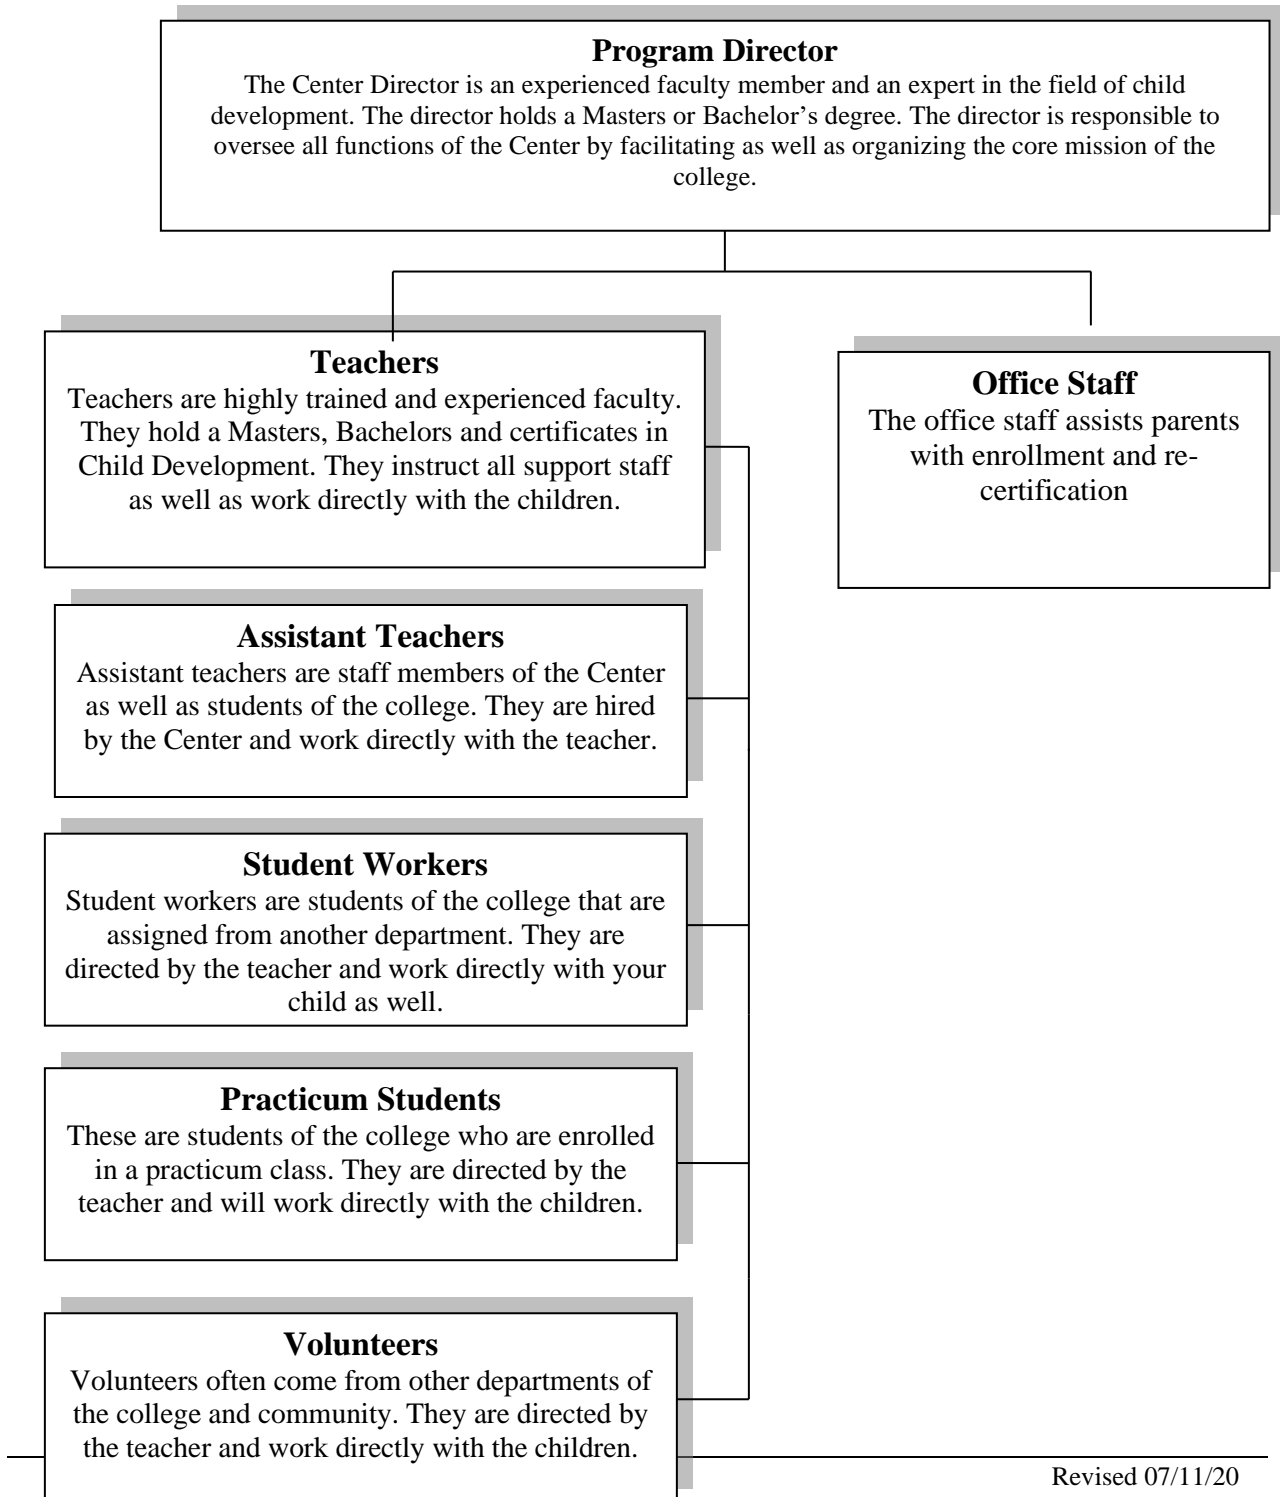 Program Director
The Center Director is an experienced faculty member and an expert in the field of child
development. The director holds a Masters or Bachelor’s degree. The director is responsible to
oversee all functions of the Center by facilitating as well as organizing the core mission of the
college.
Teachers
Teachers are highly trained and experienced faculty.
They hold a Masters, Bachelors and certificates in
Child Development. They instruct all support staff
as well as work directly with the children.
Office Staff
The office staff assists parents
with enrollment and re-
certification
Assistant Teachers
Assistant teachers are staff members of the Center
as well as students of the college. They are hired
by the Center and work directly with the teacher.
Student Workers
Student workers are students of the college that are
assigned from another department. They are
directed by the teacher and work directly with your
child as well.
Practicum Students
These are students of the college who are enrolled
in a practicum class. They are directed by the
teacher and will work directly with the children.
Volunteers
Volunteers often come from other departments of
the college and community. They are directed by
the teacher and work directly with the children.
Revised 07/11/20